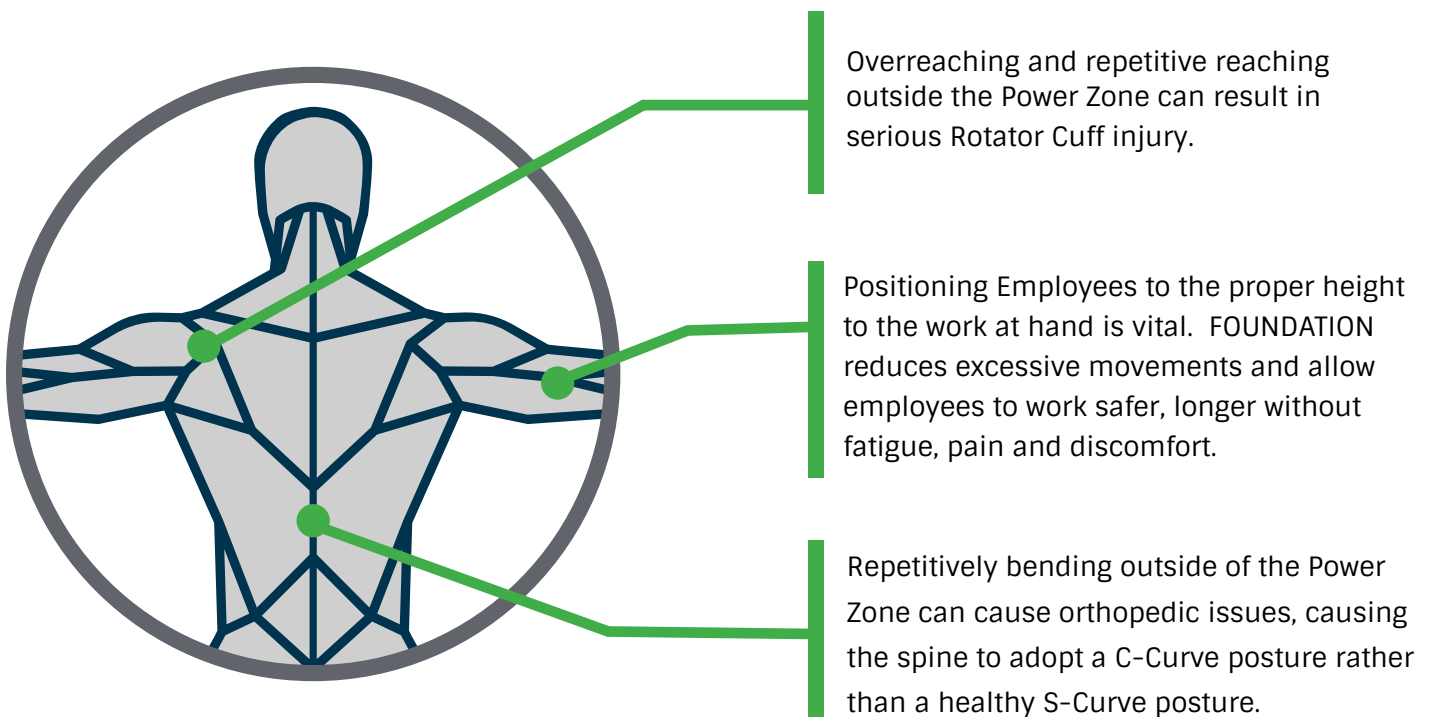 Overreaching and repetitive reaching
outside the Power Zone can result in
serious Rotator Cuff injury.
Positioning Employees to the proper height
to the work at hand is vital.  FOUNDATION
reduces excessive movements and allow
employees to work safer, longer without
fatigue, pain and discomfort.
Repetitively bending outside of the Power
Zone can cause orthopedic issues, causing
the spine to adopt a C-Curve posture rather
than a healthy S-Curve posture.